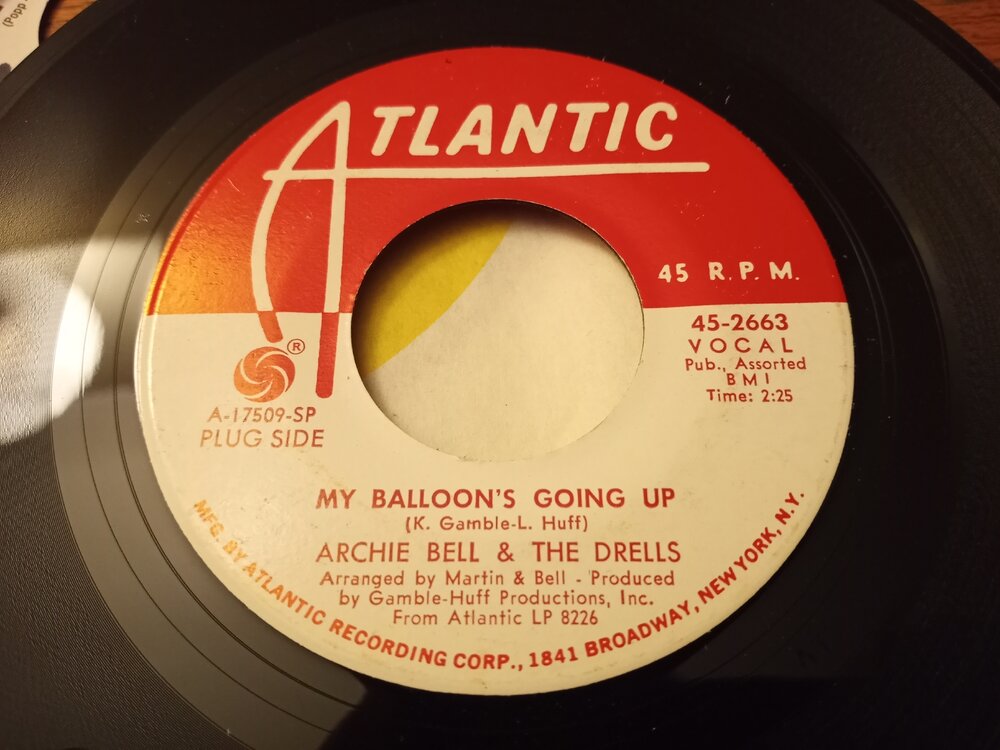 (Popp
ATLANTIC
45 R.P.M.
®
45-2663
VOCAL
Pub., Assorted
BMI
Time: 2:25
A-17509-SP
PLUG SIDE
MY BALLOON'S GOING UP
(K. Gamble-L. Huff)
ARCHIE BELL & THE DRELLS
Arranged by Martin & Bell - Produced
by Gamble-Huff Productions, Inc.
From Atlantic LP 8226
MFG. BY ATLANTIC RECORDING CORP., 1841 BROADWAY, NEW YORK, N.Y.